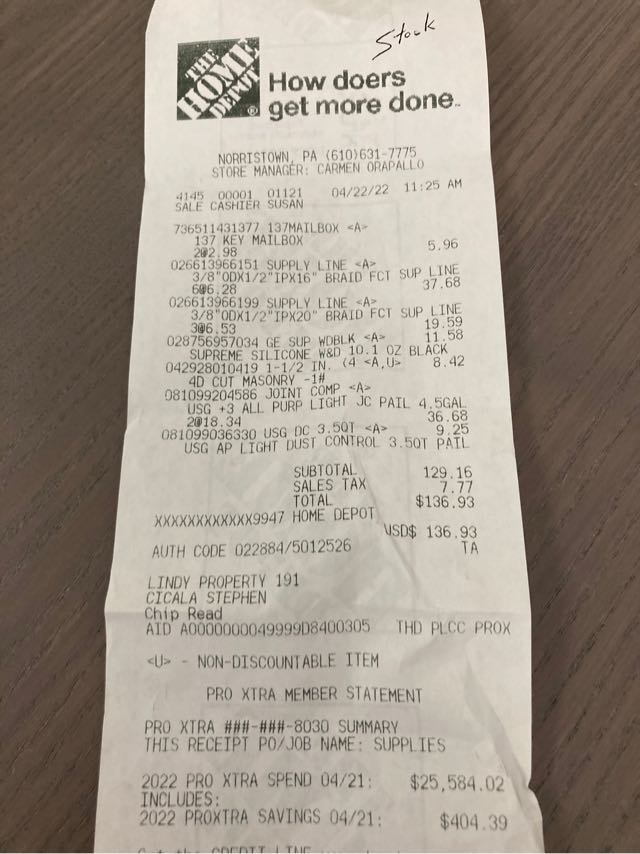 Stock
THE HOME DEPOT
How doers
get more done™
NORRISTOWN, PA (610)631-7775
STORE MANAGER: CARMEN ORAPALLO
4145 00001 01121 04/22/22 11:25 AM
SALE CASHIER SUSAN
736511431377 137MAILBOX <A>
137 KEY MAILBOX
2@2.98 5.96
026613966151 SUPPLY LINE <A>
3/8"ODX1/2"IPX16" BRAID FCT SUP LINE
6@6.28 37.68
026613966199 SUPPLY LINE <A>
3/8"ODX1/2"IPX20" BRAID FCT SUP LINE
3@6.53 19.59
028756957034 GE SUP WDBLK <A> 11.58
SUPREME SILICONE W&D 10.1 OZ BLACK
042928010419 1-1/2 IN. (4 <A,U> 8.42
4D CUT MASONRY -1#
081099204586 JOINT COMP <A>
USG +3 ALL PURP LIGHT JC PAIL 4.5GAL
2@18.34 36.68
081099036330 USG DC 3.5QT <A> 9.25
USG AP LIGHT DUST CONTROL 3.5QT PAIL
SUBTOTAL 129.16
SALES TAX 7.77
TOTAL $136.93
XXXXXXXXXXXX9947 HOME DEPOT
USD$ 136.93
AUTH CODE 022884/5012526 TA
LINDY PROPERTY 191
CICALA STEPHEN
Chip Read
AID A0000000049999D8400305 THD PLCC PROX
<U> - NON-DISCOUNTABLE ITEM
PRO XTRA MEMBER STATEMENT
PRO XTRA ###-###-8030 SUMMARY
THIS RECEIPT PO/JOB NAME: SUPPLIES
2022 PRO XTRA SPEND 04/21: $25,584.02
INCLUDES:
2022 PROXTRA SAVINGS 04/21: $404.39
CREDIT LINE